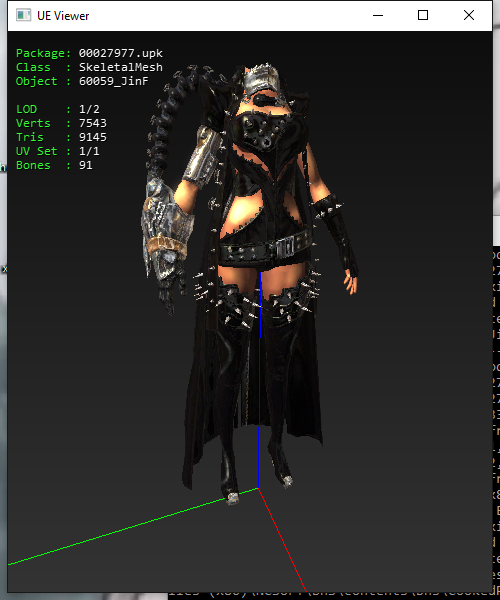 UE Viewer
Package: 00027977.upk
Class  : SkeletalMesh
Object : 60059_JinF
LOD    : 1/2
Verts  : 7543
Tris   : 9145
UV Set : 1/1
Bones  : 91